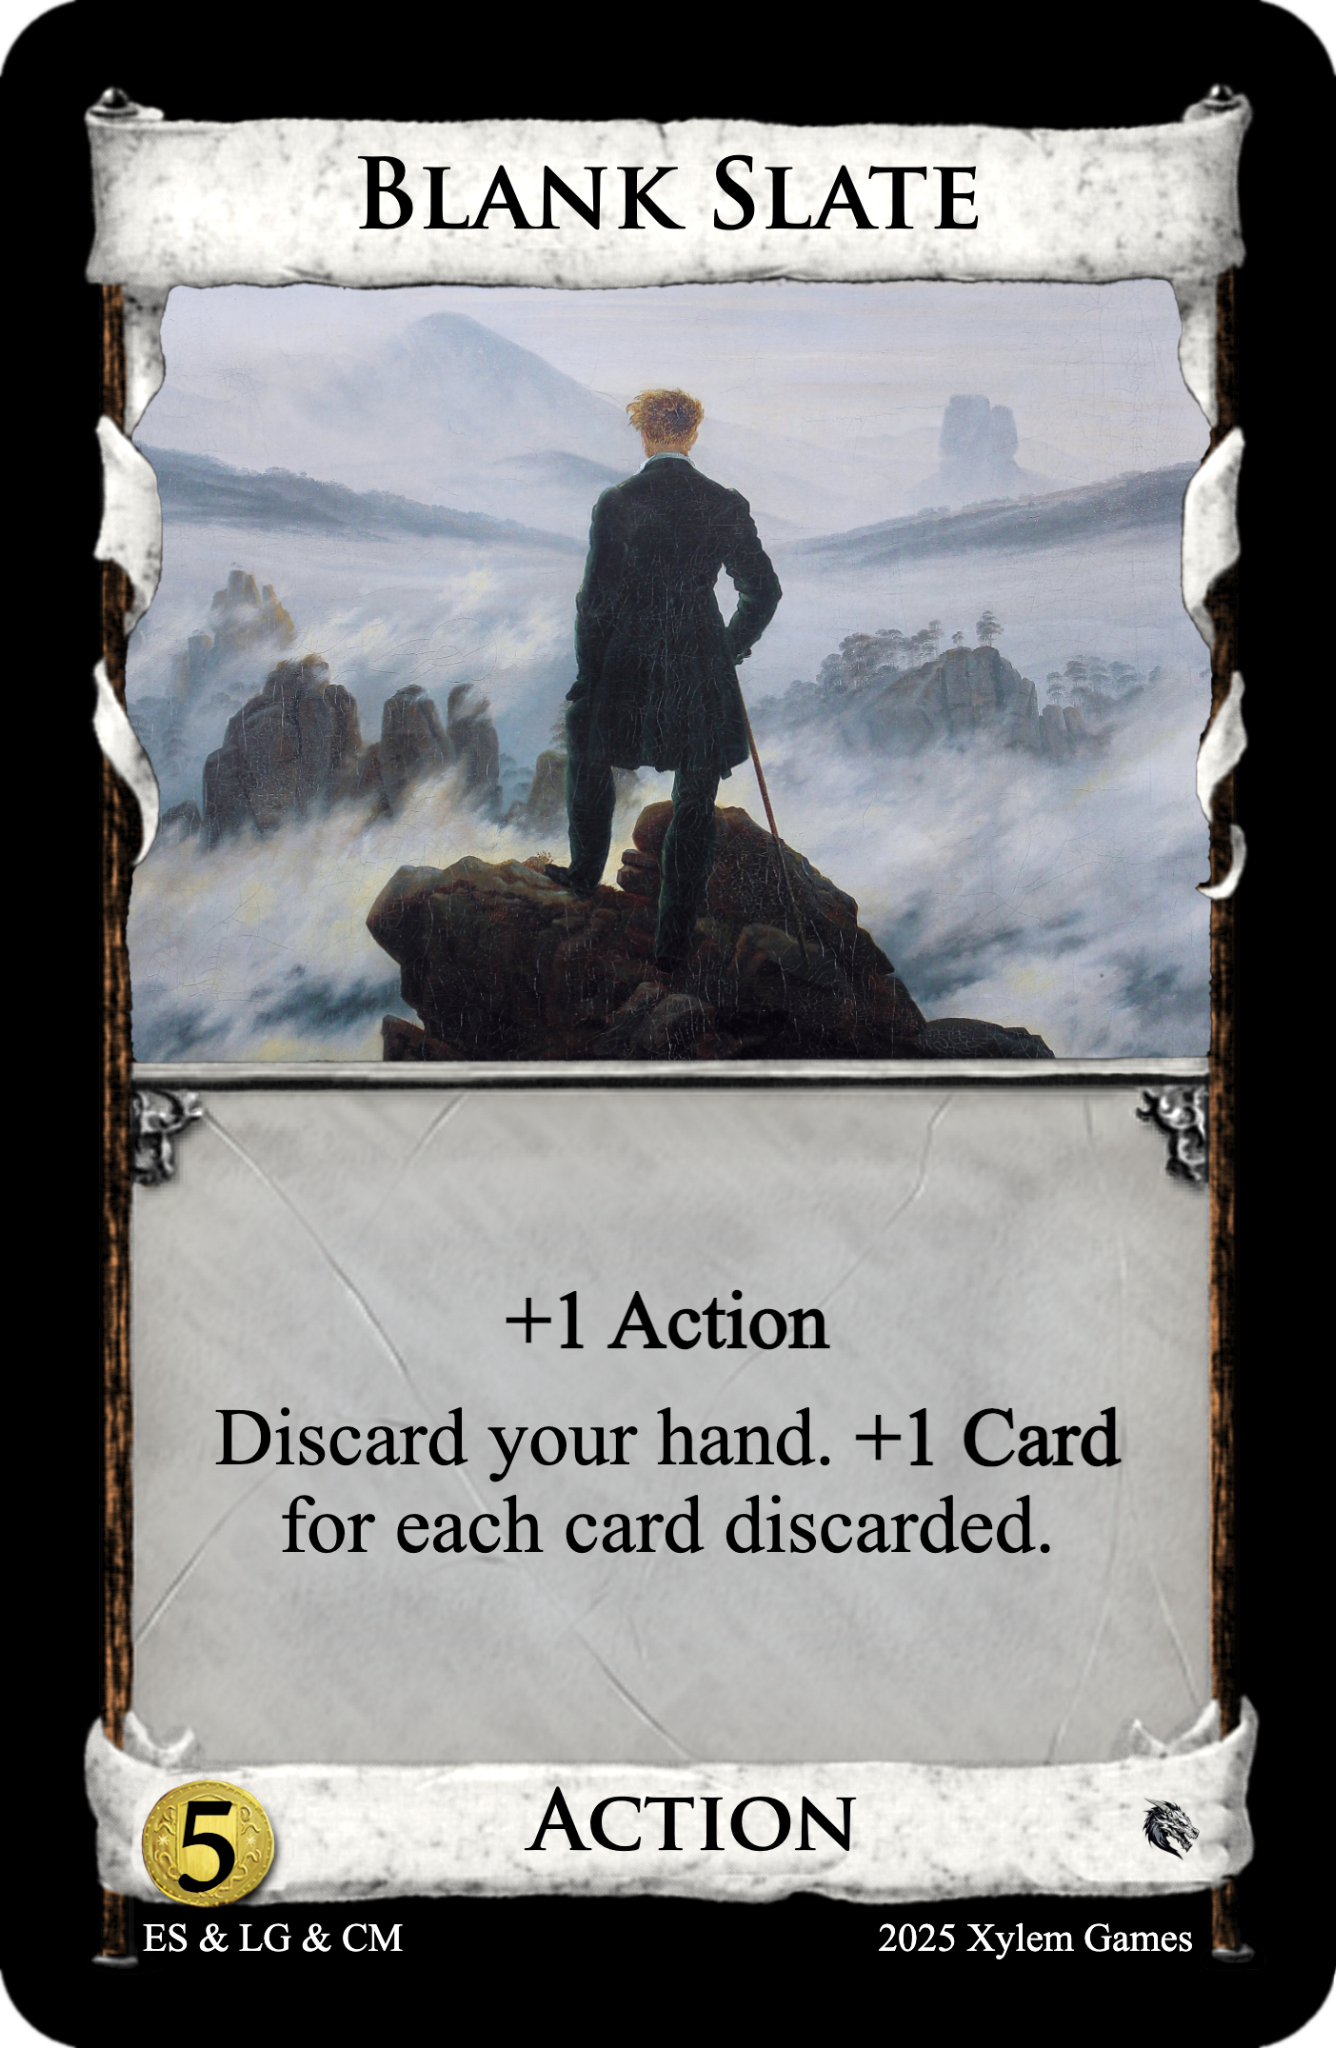 Blank Slate
+1 Action
Discard your hand. +1 Card
for each card discarded.
5
Action
ES & LG & CM
2025 Xylem Games